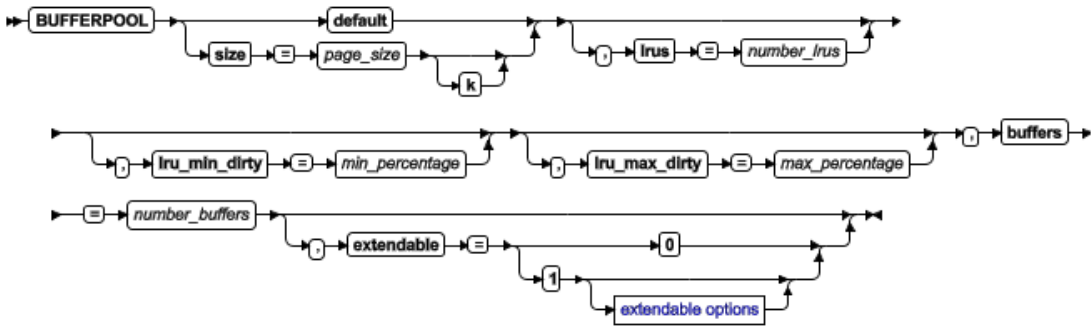 BUFFERPOOL default , lrus = number_lrus
size = page_size k
, lru_min_dirty = min_percentage , lru_max_dirty = max_percentage , buffers
= number_buffers , extendable = 0
1
extendable options